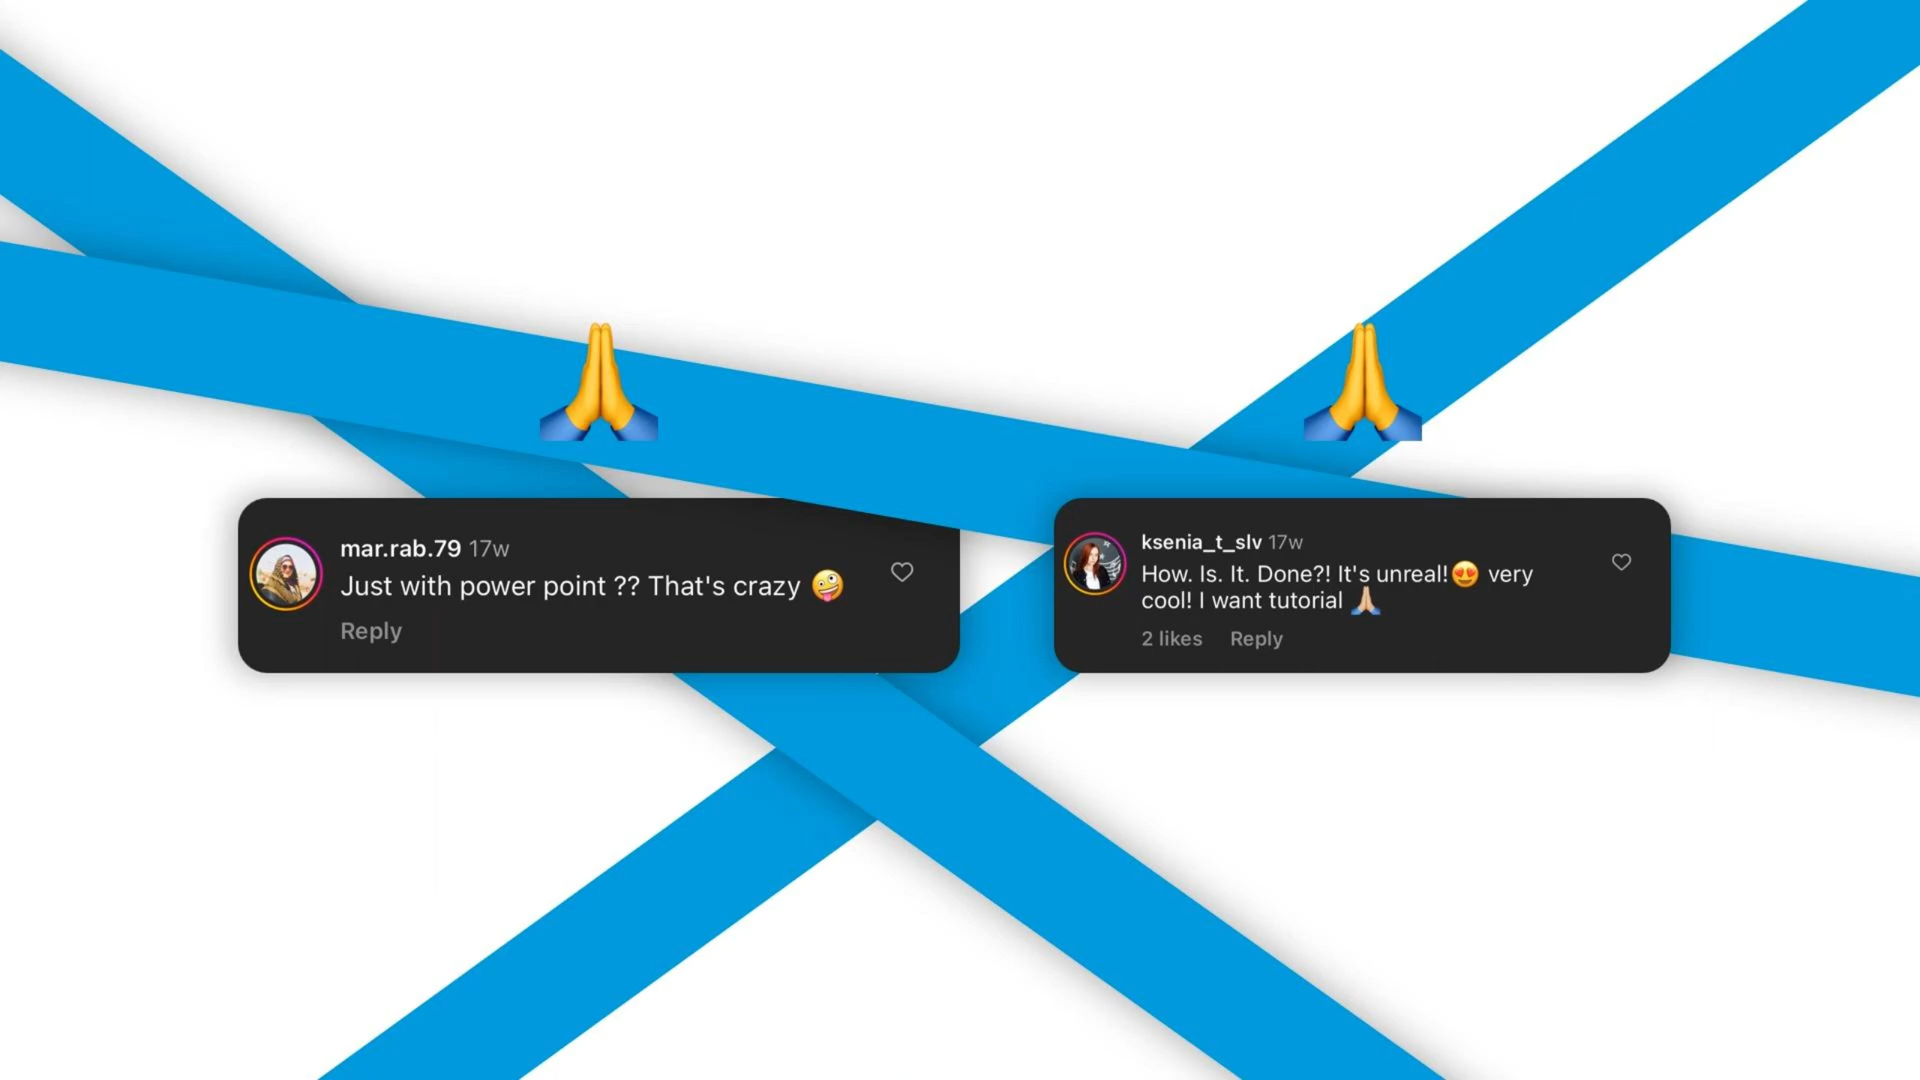 mar.rab.79 17w
Just with power point ?? That's crazy 🤪
Reply
ksenia_t_slv 17w
How. Is. It. Done?! It's unreal!😍 very
cool! I want tutorial 🙏🏼
2 likes Reply